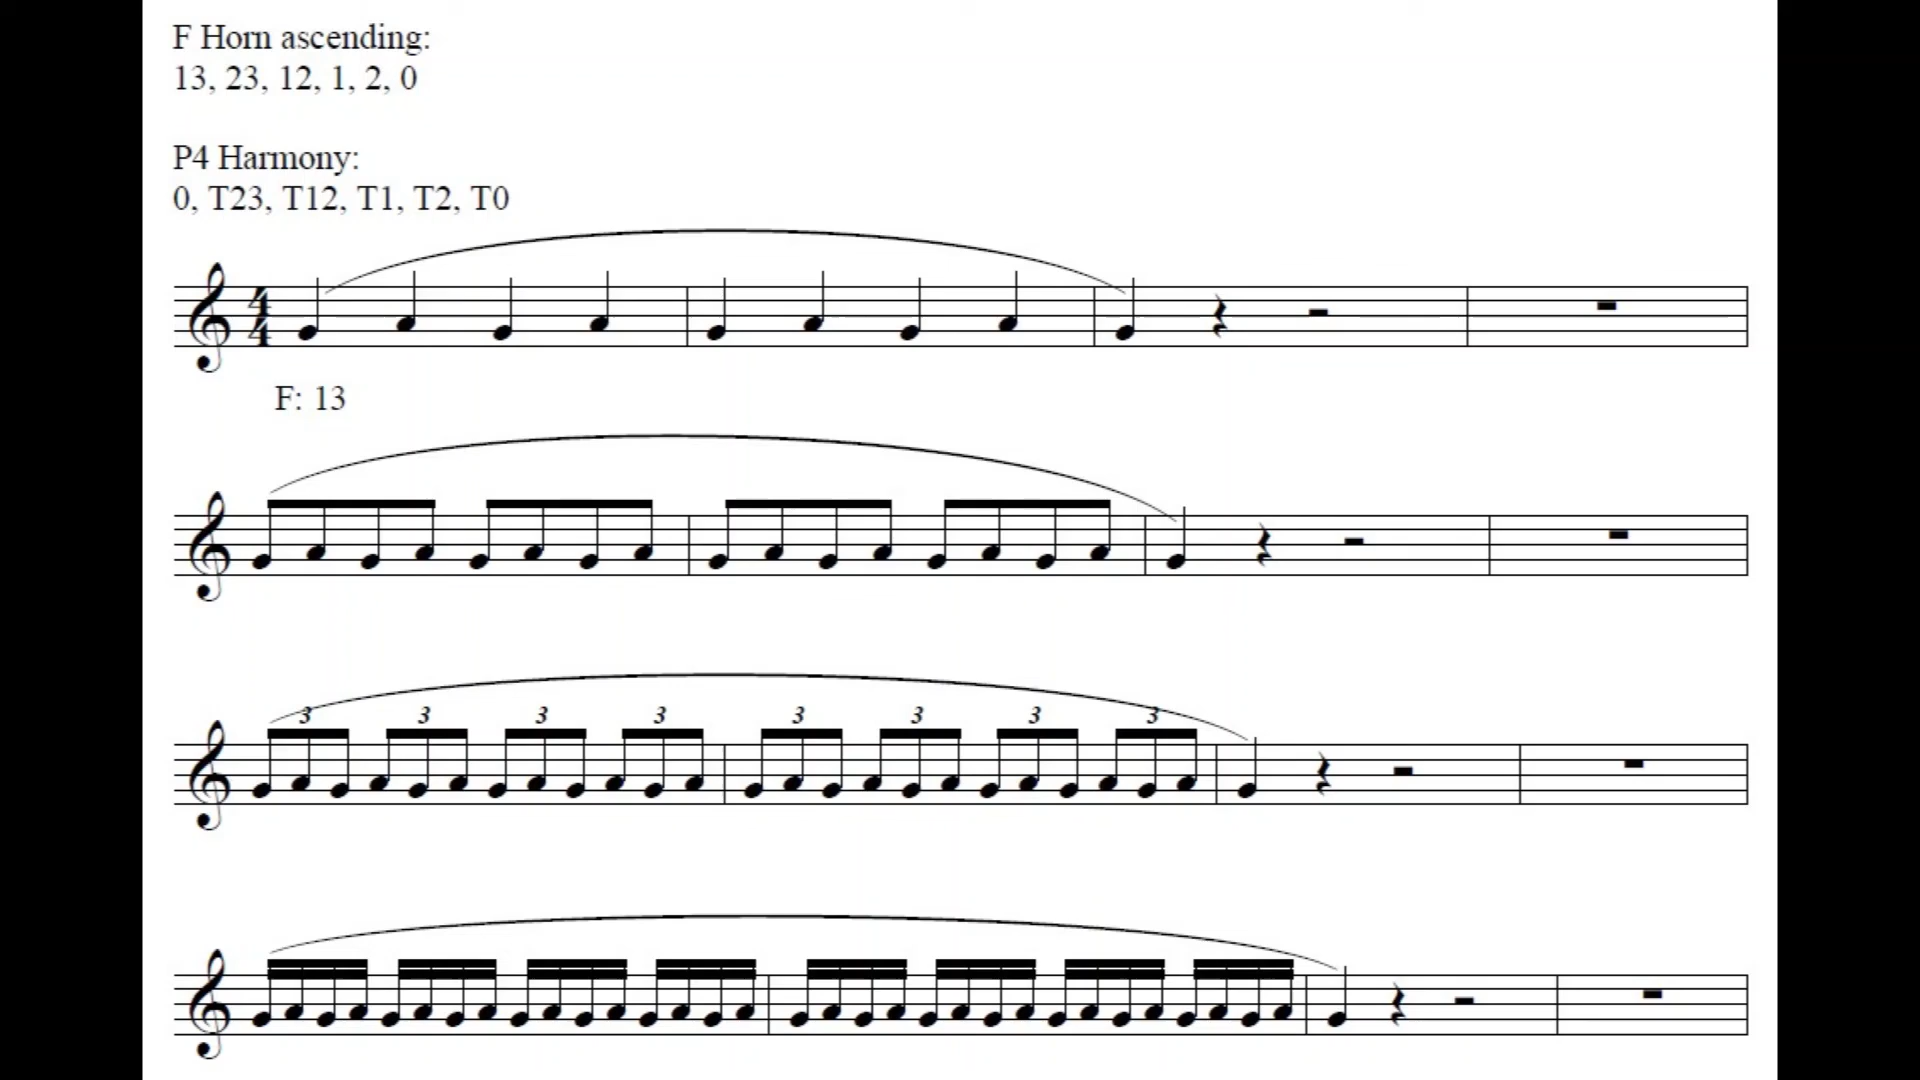 F Horn ascending:
13, 23, 12, 1, 2, 0
P4 Harmony:
0, T23, T12, T1, T2, T0
4
4
F: 13
3 3 3 3 3 3 3 3